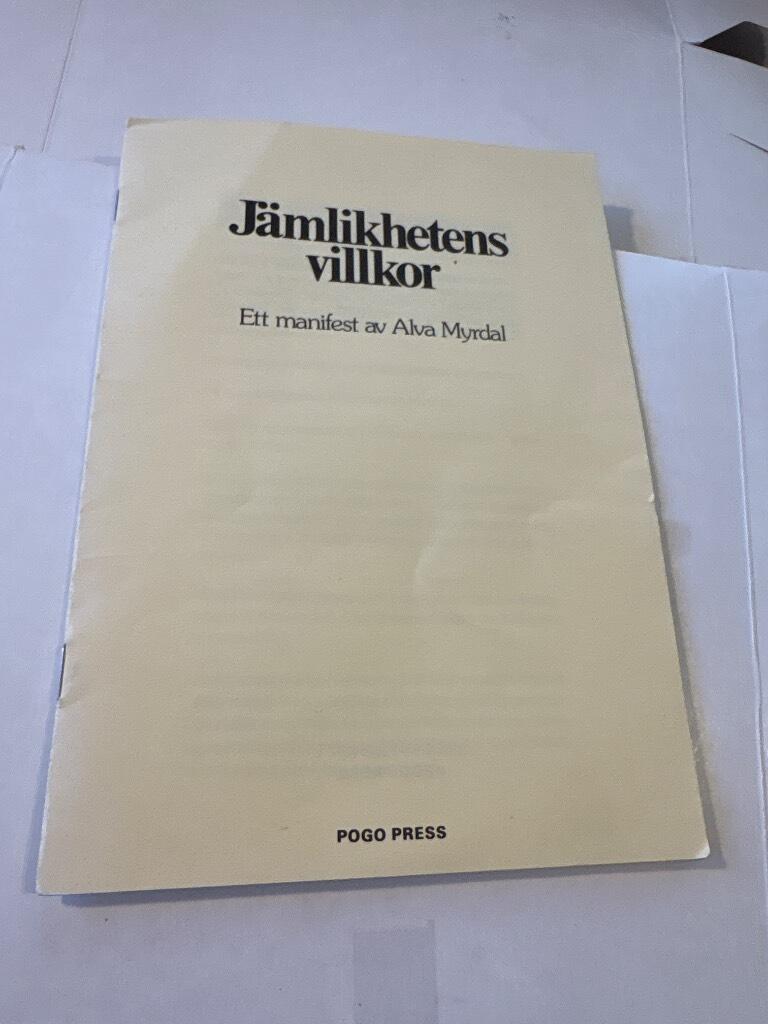 Jämlikhetens
villkor
Ett manifest av Alva Myrdal
POGO PRESS